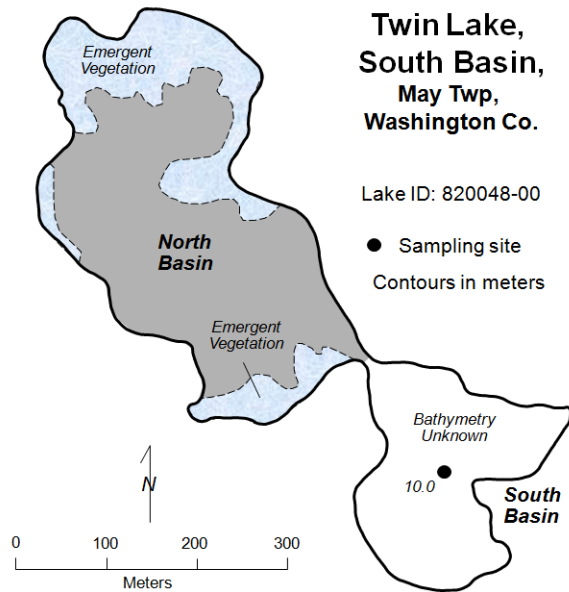 Twin Lake,
South Basin,
May Twp,
Washington Co.
Emergent
Vegetation
Lake ID: 820048-00
Sampling site
Contours in meters
North
Basin
Emergent
Vegetation
Bathymetry
Unknown
10.0
South
Basin
N
0 100 200 300
Meters